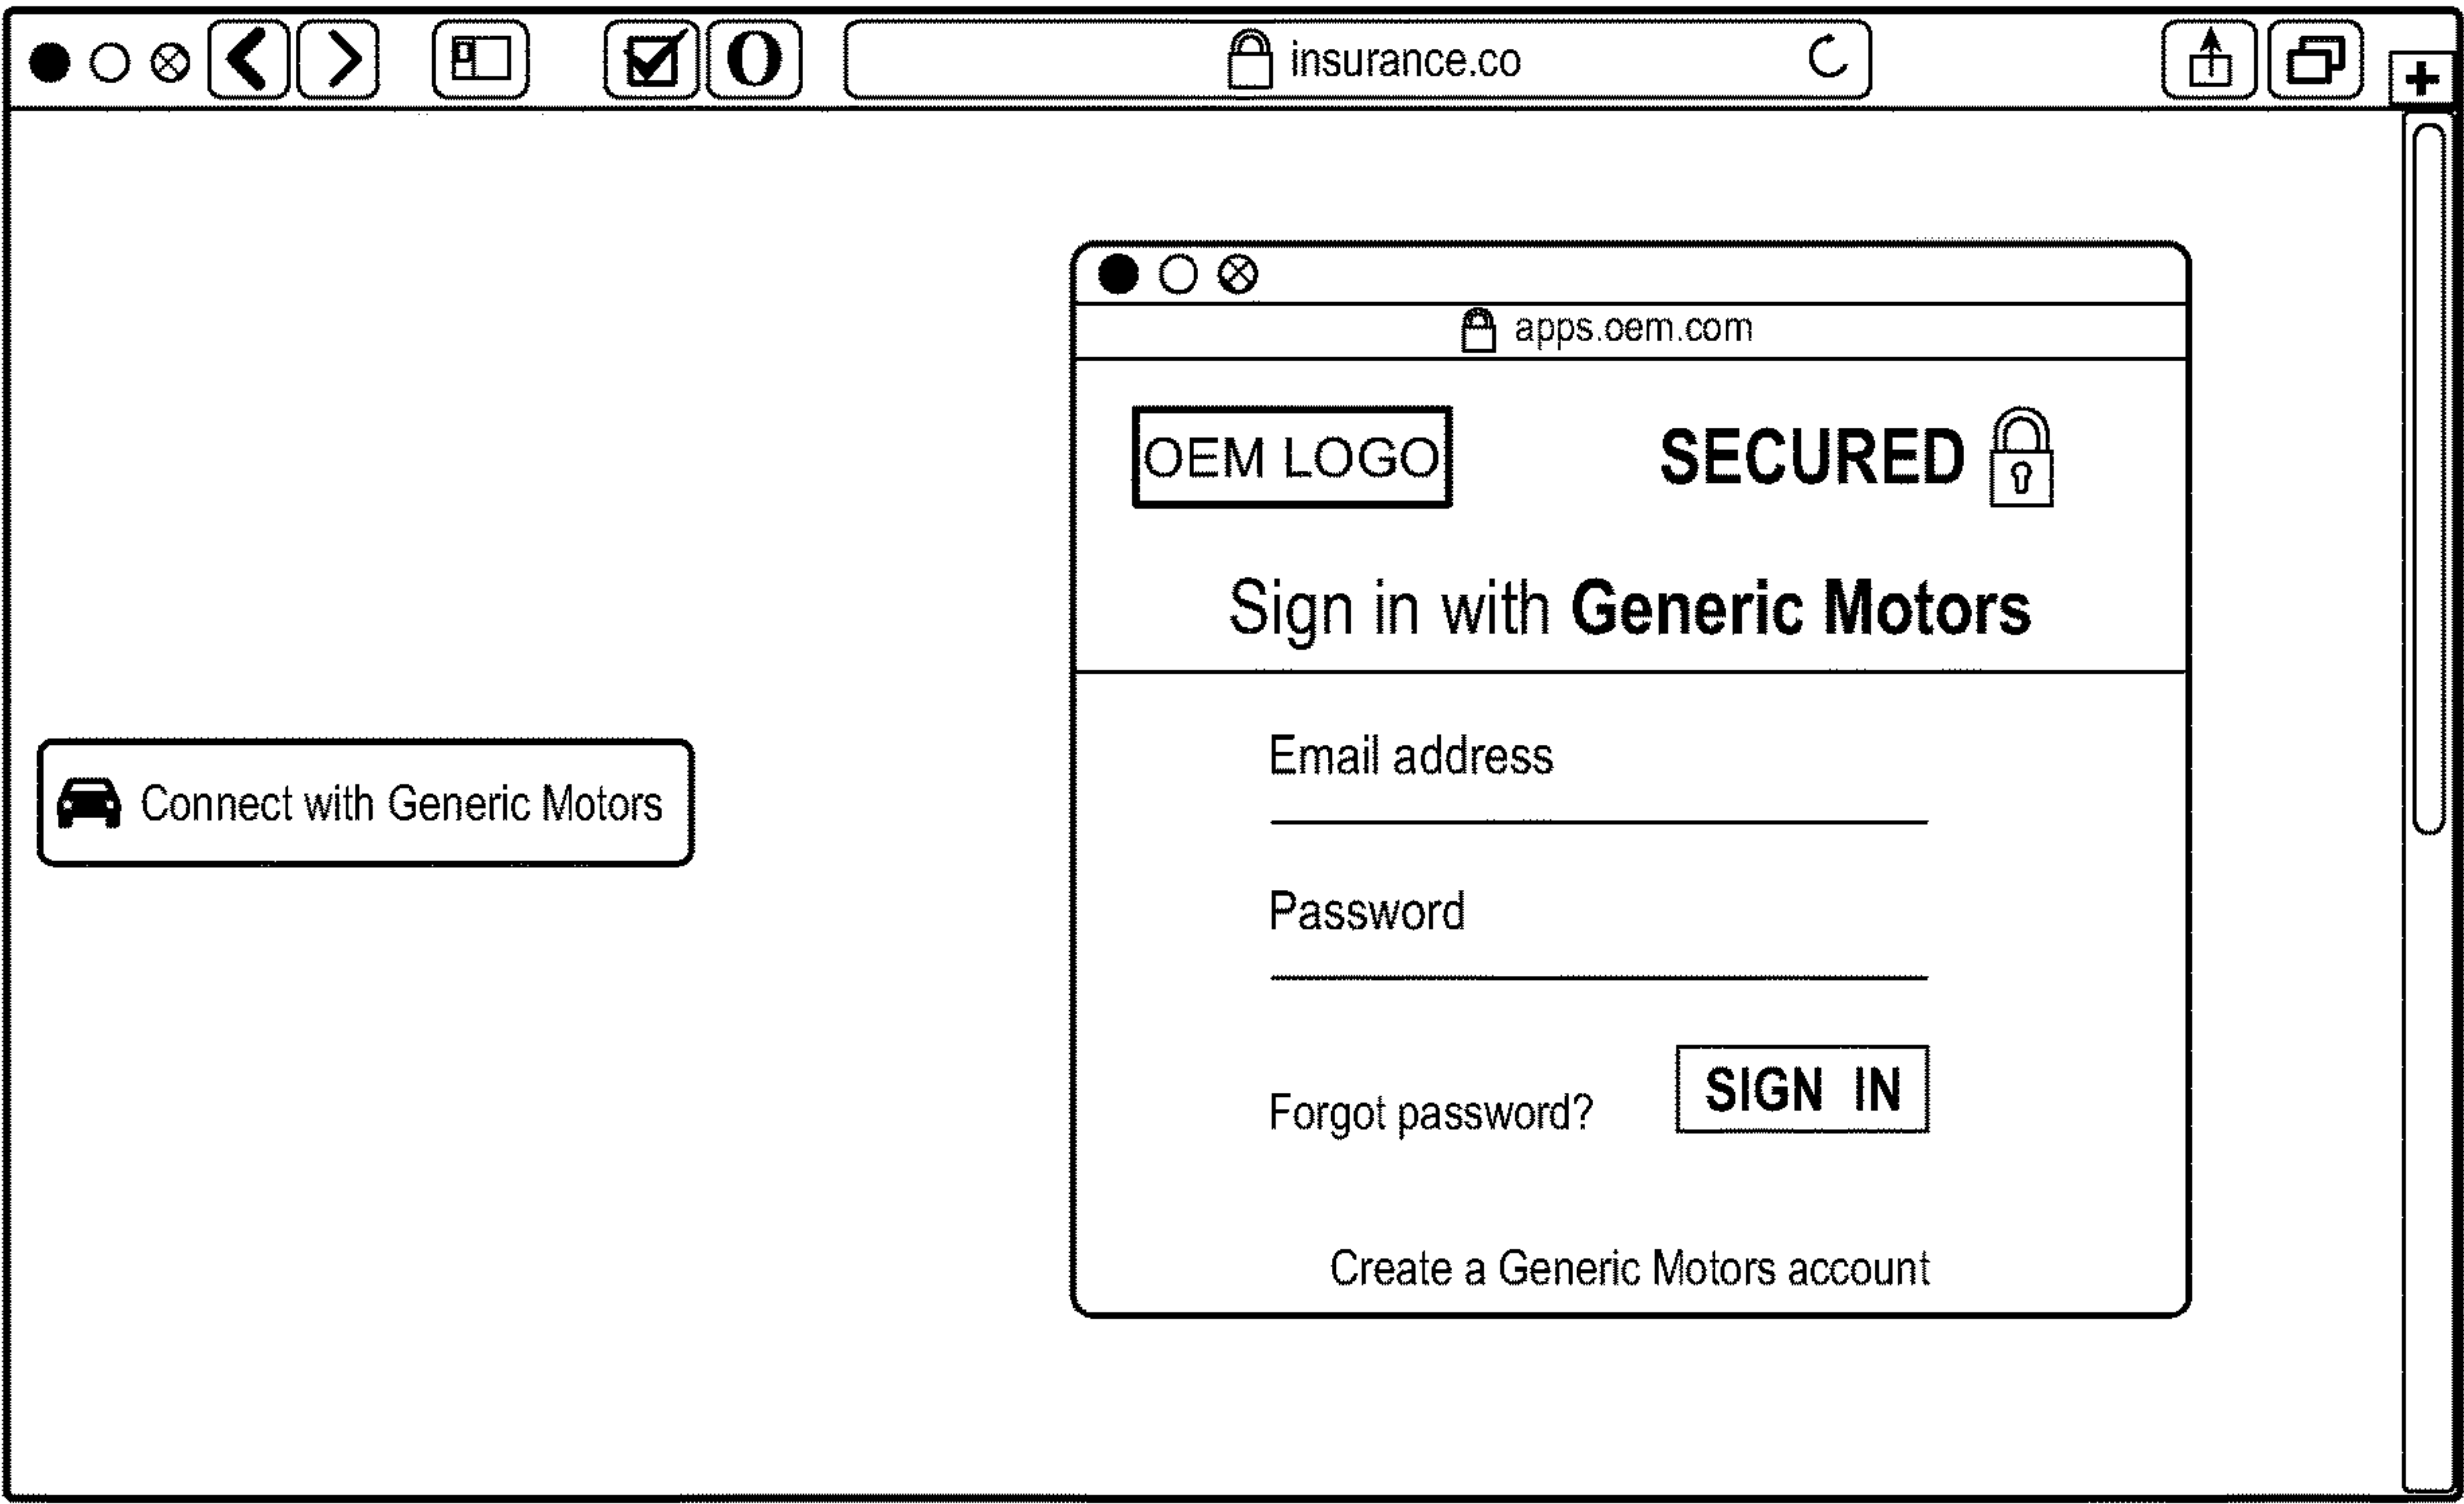 insurance.co
apps.oem.com
OEM LOGO
SECURED
Sign in with Generic Motors
Email address
Connect with Generic Motors
Password
Forgot password?
SIGN IN
Create a Generic Motors account